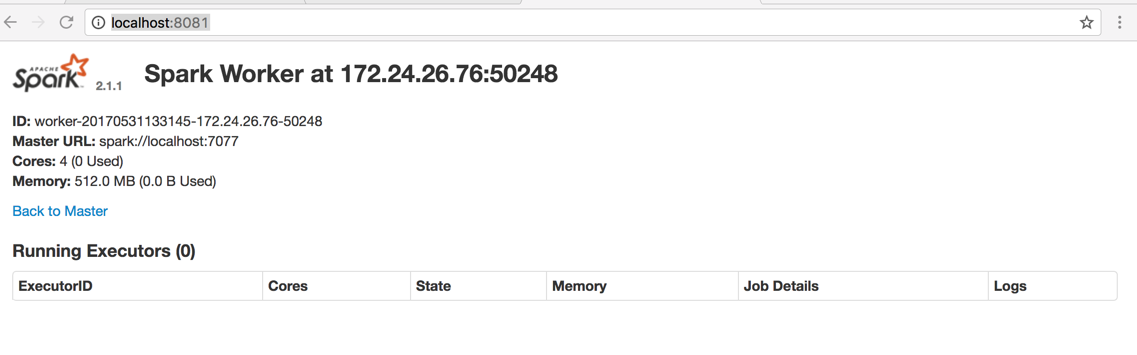 localhost:8081
APACHE
Spark 2.1.1 Spark Worker at 172.24.26.76:50248
ID: worker-20170531133145-172.24.26.76-50248
Master URL: spark://localhost:7077
Cores: 4 (0 Used)
Memory: 512.0 MB (0.0 B Used)
Back to Master
Running Executors (0)
ExecutorID Cores State Memory Job Details Logs